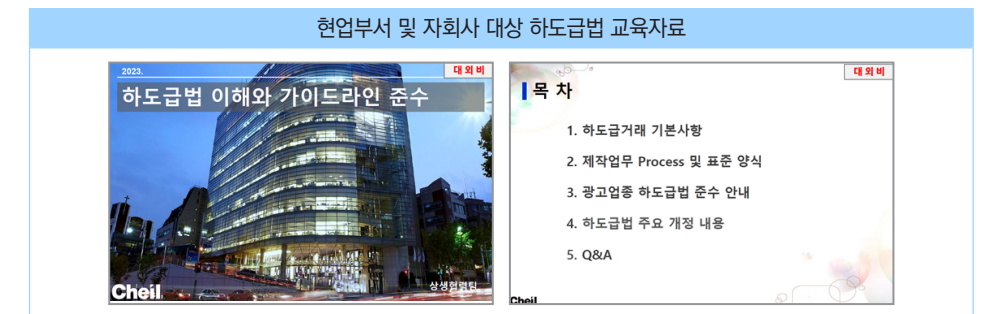 현업부서 및 자회사 대상 하도급법 교육자료
2023.
대외비
하도급법 이해와 가이드라인 준수
Cheil
상생협력팀
대외비
목 차
1. 하도급거래 기본사항
2. 제작업무 Process 및 표준 양식
3. 광고업종 하도급법 준수 안내
4. 하도급법 주요 개정 내용
5. Q&A
Cheil